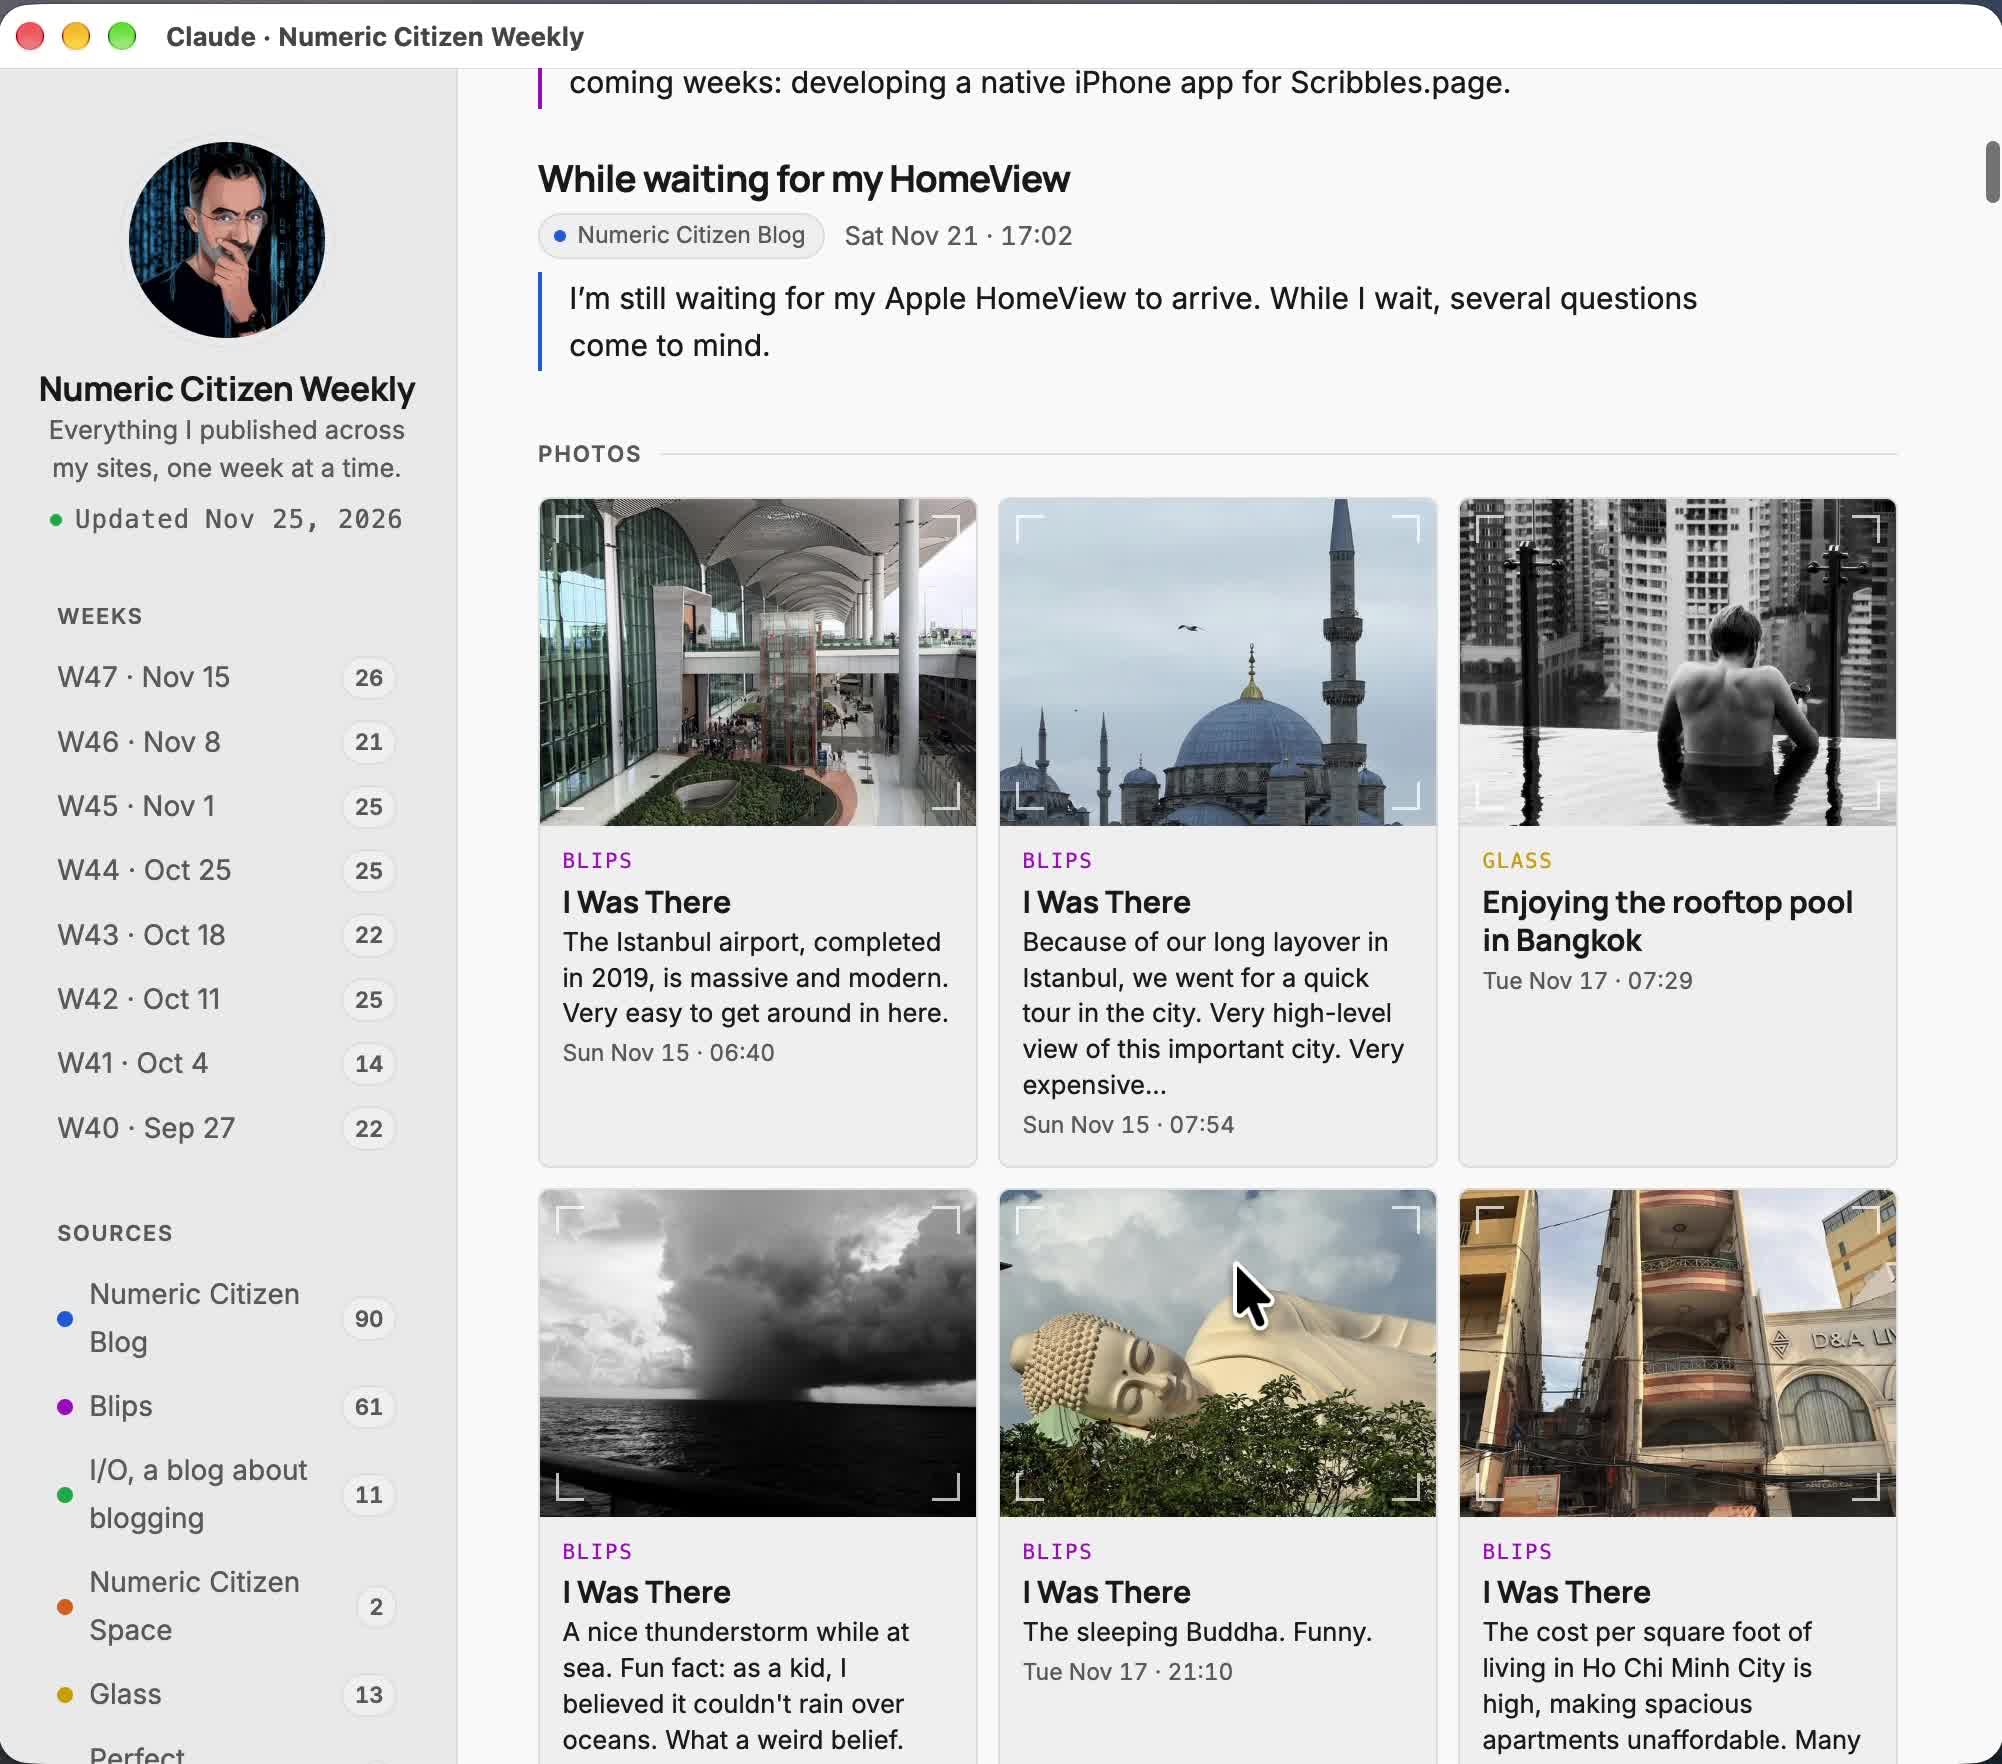 Claude · Numeric Citizen Weekly
Numeric Citizen Weekly
Everything I published across
my sites, one week at a time.
Updated Nov 25, 2026
WEEKS
W47 · Nov 15 26
W46 · Nov 8 21
W45 · Nov 1 25
W44 · Oct 25 25
W43 · Oct 18 22
W42 · Oct 11 25
W41 · Oct 4 14
W40 · Sep 27 22
SOURCES
Numeric Citizen
Blog
90
Blips 61
I/O, a blog about
blogging
11
Numeric Citizen
Space
2
Glass 13
Perfect
coming weeks: developing a native iPhone app for Scribbles.page.
While waiting for my HomeView
Numeric Citizen Blog Sat Nov 21 · 17:02
I’m still waiting for my Apple HomeView to arrive. While I wait, several questions
come to mind.
PHOTOS
BLIPS
I Was There
The Istanbul airport, completed
in 2019, is massive and modern.
Very easy to get around in here.
Sun Nov 15 · 06:40
BLIPS
I Was There
Because of our long layover in
Istanbul, we went for a quick
tour in the city. Very high-level
view of this important city. Very
expensive...
Sun Nov 15 · 07:54
GLASS
Enjoying the rooftop pool
in Bangkok
Tue Nov 17 · 07:29
BLIPS
I Was There
A nice thunderstorm while at
sea. Fun fact: as a kid, I
believed it couldn't rain over
oceans. What a weird belief.
BLIPS
I Was There
The sleeping Buddha. Funny.
Tue Nov 17 · 21:10
D&A LIV
BLIPS
I Was There
The cost per square foot of
living in Ho Chi Minh City is
high, making spacious
apartments unaffordable. Many